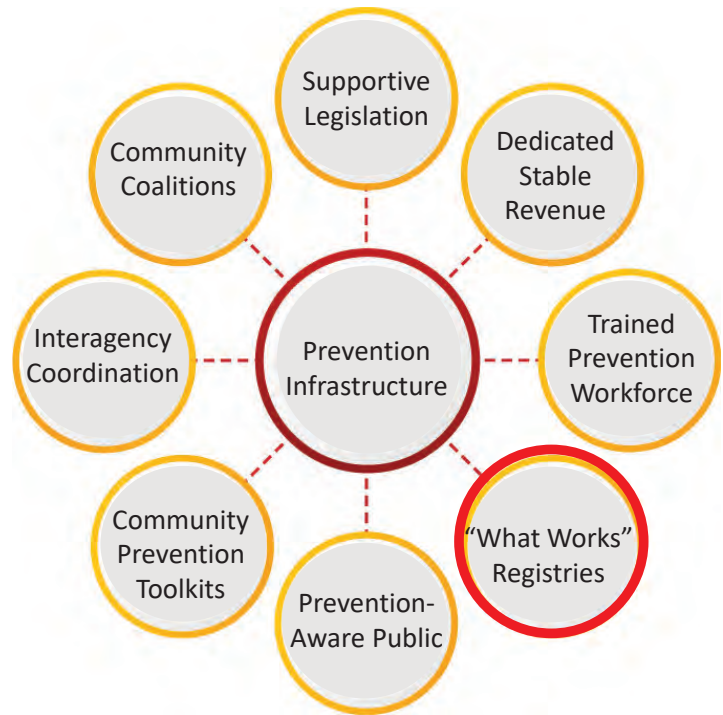 Supportive
Legislation
Dedicated
Stable
Revenue
Trained
Prevention
Workforce
“What Works”
Registries
Prevention-
Aware Public
Community
Prevention
Toolkits
Interagency
Coordination
Community
Coalitions
Prevention
Infrastructure